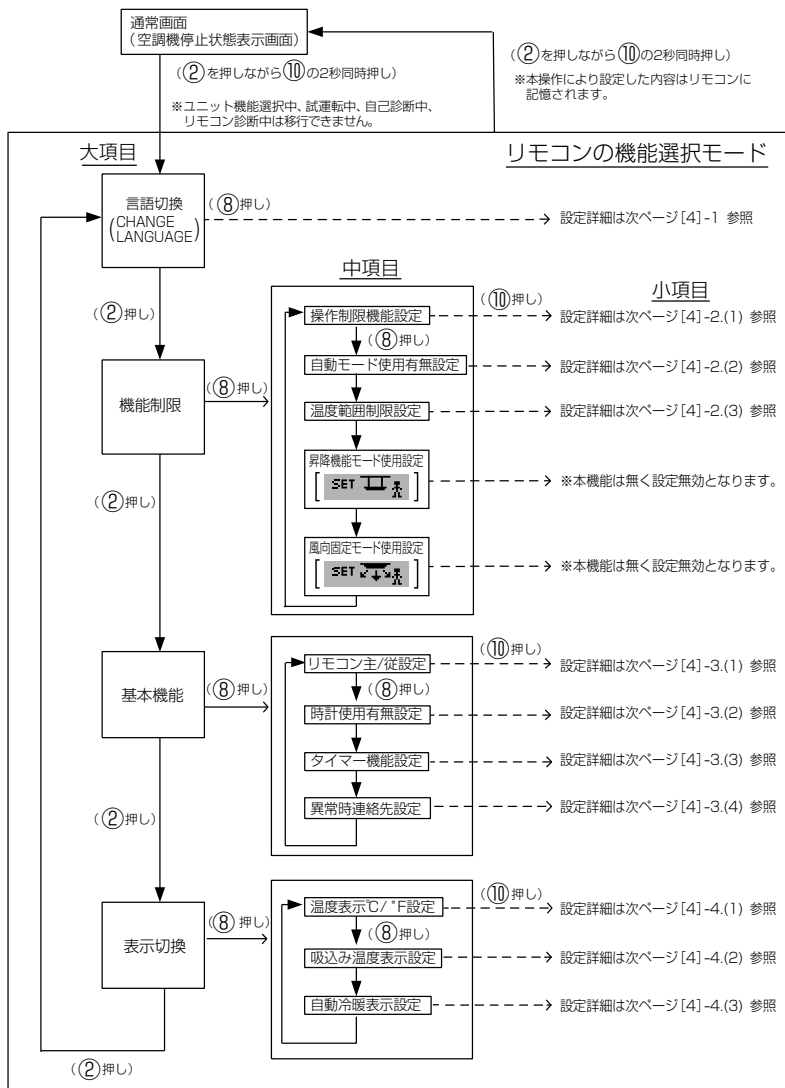 通常画面
(空調機停止状態表示画面)
(②を押しながら⑩の2秒同時押し)
※ユニット機能選択中、試運転中、自己診断中、
リモコン診断中は移行できません。
(②を押しながら⑩の2秒同時押し)
※本操作により設定した内容はリモコンに
記憶されます。
大項目
リモコンの機能選択モード
言語切換
(CHANGE
LANGUAGE)
(⑧押し)
設定詳細は次ページ[4]-1 参照
中項目
小項目
(②押し)
機能制限
(⑧押し)
操作制限機能設定
(⑩押し)
設定詳細は次ページ[4]-2.(1) 参照
(⑧押し)
自動モード使用有無設定
設定詳細は次ページ[4]-2.(2) 参照
温度範囲制限設定
設定詳細は次ページ[4]-2.(3) 参照
昇降機能モード使用設定
SET
※本機能は無く設定無効となります。
風向固定モード使用設定
SET
※本機能は無く設定無効となります。
(②押し)
基本機能
(⑧押し)
リモコン主/従設定
(⑩押し)
設定詳細は次ページ[4]-3.(1) 参照
(⑧押し)
時計使用有無設定
設定詳細は次ページ[4]-3.(2) 参照
タイマー機能設定
設定詳細は次ページ[4]-3.(3) 参照
異常時連絡先設定
設定詳細は次ページ[4]-3.(4) 参照
(②押し)
表示切換
(⑧押し)
温度表示℃/°F設定
(⑩押し)
設定詳細は次ページ[4]-4.(1) 参照
(⑧押し)
吸込み温度表示設定
設定詳細は次ページ[4]-4.(2) 参照
自動冷暖表示設定
設定詳細は次ページ[4]-4.(3) 参照
(②押し)